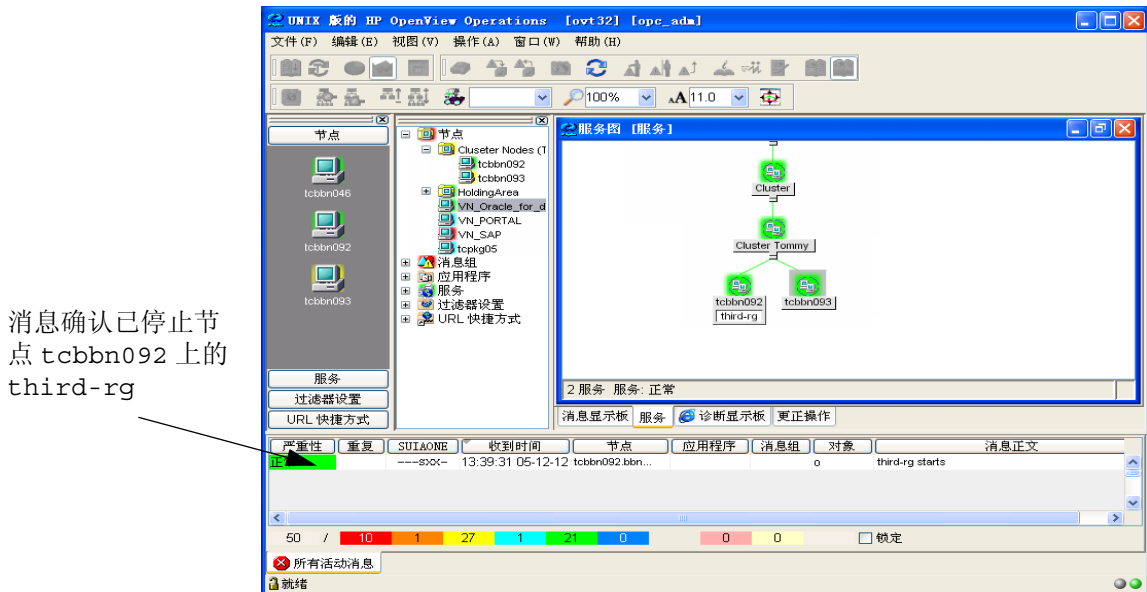 UNIX 版的 HP OpenView Operations [ovt32] [opc_adm]
文件(F) 编辑(E) 视图(V) 操作(A) 窗口(W) 帮助(H)
100%
A 11.0
节点
tcbbn046
tcbbn092
tcbbn093
服务
过滤器设置
URL 快捷方式
节点
Cluseter Nodes (T
tcbbn092
tcbbn093
HoldingArea
VN_Oracle_for_d
VN_PORTAL
VN_SAP
tcpkg05
消息组
应用程序
服务
过滤器设置
URL 快捷方式
服务图 [服务]
Cluster
Cluster Tommy
tcbbn092
tcbbn093
third-rg
2 服务 服务: 正常
消息显示板 服务 诊断显示板 更正操作
消息确认已停止节
点 tcbbn092 上的
third-rg
严重性 重复 SUIAONE 收到时间 节点 应用程序 消息组 对象 消息正文
正常 ---SXX- 13:39:31 05-12-12 tcbbn092.bbn... o third-rg starts
50 / 10 1 27 1 21 0 0 0 锁定
所有活动消息
就绪